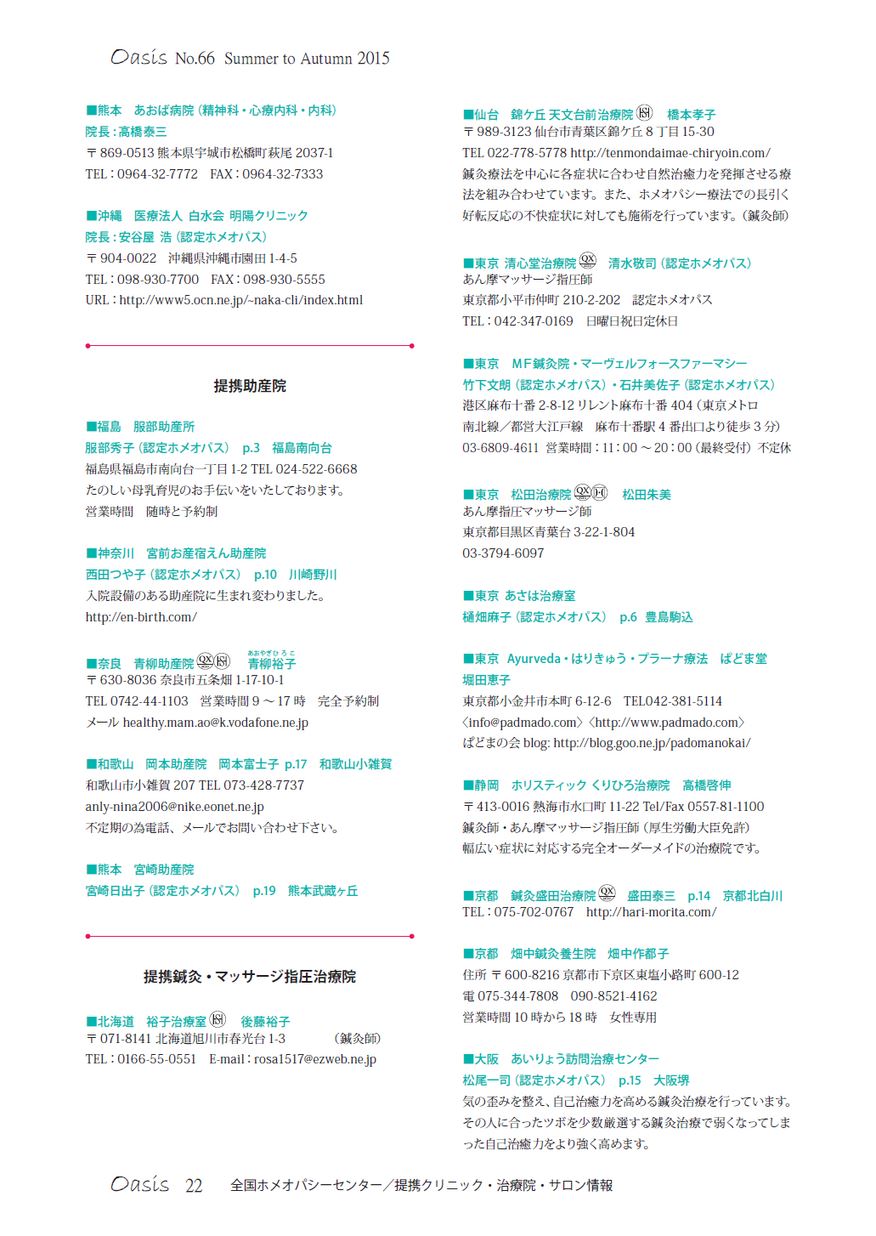 Oasis No.66 Summer to Autumn 2015
■熊本 あおば病院（精神科・心療内科・内科）
院長：高橋泰三
〒869-0513 熊本県宇城市松橋町萩尾 2037-1
TEL：0964-32-7772 FAX：0964-32-7333
■沖縄 医療法人 白水会 明陽クリニック
院長：安谷屋 浩（認定ホメオパス）
〒904-0022 沖縄県沖縄市園田 1-4-5
TEL：098-930-7700 FAX：098-930-5555
URL：http://www5.ocn.ne.jp/~naka-cli/index.html
提携助産院
■福島 服部助産所
服部秀子（認定ホメオパス） p.3 福島南向台
福島県福島市南向台一丁目 1-2 TEL 024-522-6668
たのしい母乳育児のお手伝いをいたしております。
営業時間 随時と予約制
■神奈川 宮前お産宿えん助産院
西田つや子（認定ホメオパス） p.10 川崎野川
入院設備のある助産院に生まれ変わりました。
http://en-birth.com/
あおやぎひろこ
■奈良 青柳助産院 QX 青柳裕子
〒630-8036 奈良市五条畑 1-17-10-1
TEL 0742-44-1103 営業時間 9 ～ 17 時 完全予約制
メール healthy.mam.ao@k.vodafone.ne.jp
■和歌山 岡本助産院 岡本富士子 p.17 和歌山小雑賀
和歌山市小雑賀 207 TEL 073-428-7737
anly-nina2006@nike.eonet.ne.jp
不定期の為電話、メールでお問い合わせ下さい。
■熊本 宮崎助産院
宮崎日出子（認定ホメオパス） p.19 熊本武蔵ヶ丘
提携鍼灸・マッサージ指圧治療院
■北海道 裕子治療室 後藤裕子
〒071-8141 北海道旭川市春光台 1-3 （鍼灸師）
TEL：0166-55-0551 E-mail：rosa1517@ezweb.ne.jp
■仙台 錦ケ丘 天文台前治療院 橋本孝子
〒989-3123 仙台市青葉区錦ケ丘 8 丁目 15-30
TEL 022-778-5778 http://tenmondaimae-chiryoin.com/
鍼灸療法を中心に各症状に合わせ自然治癒力を発揮させる療
法を組み合わせています。また、ホメオパシー療法での長引く
好転反応の不快症状に対しても施術を行っています。（鍼灸師）
■東京 清心堂治療院 QX 清水敬司（認定ホメオパス）
あん摩マッサージ指圧師
東京都小平市仲町 210-2-202 認定ホメオパス
TEL：042-347-0169 日曜日祝日定休日
■東京 ＭＦ鍼灸院・マーヴェルフォースファーマシー
竹下文朗（認定ホメオパス）・石井美佐子（認定ホメオパス）
港区麻布十番 2-8-12 リレント麻布十番 404（東京メトロ
南北線／都営大江戸線 麻布十番駅 4 番出口より徒歩 3 分）
03-6809-4611 営業時間：11：00 ～ 20：00（最終受付）不定休
■東京 松田治療院 QX 松田朱美
あん摩指圧マッサージ師
東京都目黒区青葉台 3-22-1-804
03-3794-6097
■東京 あさは治療室
樋畑麻子（認定ホメオパス） p.6 豊島駒込
■東京 Ayurveda・はりきゅう・プラーナ療法 ぱどま堂
堀田恵子
東京都小金井市本町 6-12-6 TEL042-381-5114
〈info@padmado.com〉〈http://www.padmado.com〉
ぱどまの会 blog: http://blog.goo.ne.jp/padomanokai/
■静岡 ホリスティック くりひろ治療院 高橋啓伸
〒413-0016 熱海市水口町 11-22 Tel/Fax 0557-81-1100
鍼灸師・あん摩マッサージ指圧師（厚生労働大臣免許）
幅広い症状に対応する完全オーダーメイドの治療院です。
■京都 鍼灸盛田治療院 QX 盛田泰三 p.14 京都北白川
TEL：075-702-0767 http://hari-morita.com/
■京都 畑中鍼灸養生院 畑中作都子
住所 〒600-8216 京都市下京区東塩小路町 600-12
電 075-344-7808 090-8521-4162
営業時間 10 時から 18 時 女性専用
■大阪 あいりょう訪問治療センター
松尾一司（認定ホメオパス） p.15 大阪堺
気の歪みを整え、自己治癒力を高める鍼灸治療を行っています。
その人に合ったツボを少数厳選する鍼灸治療で弱くなってしま
った自己治癒力をより強く高めます。
Oasis 22 全国ホメオパシーセンター／提携クリニック・治療院・サロン情報